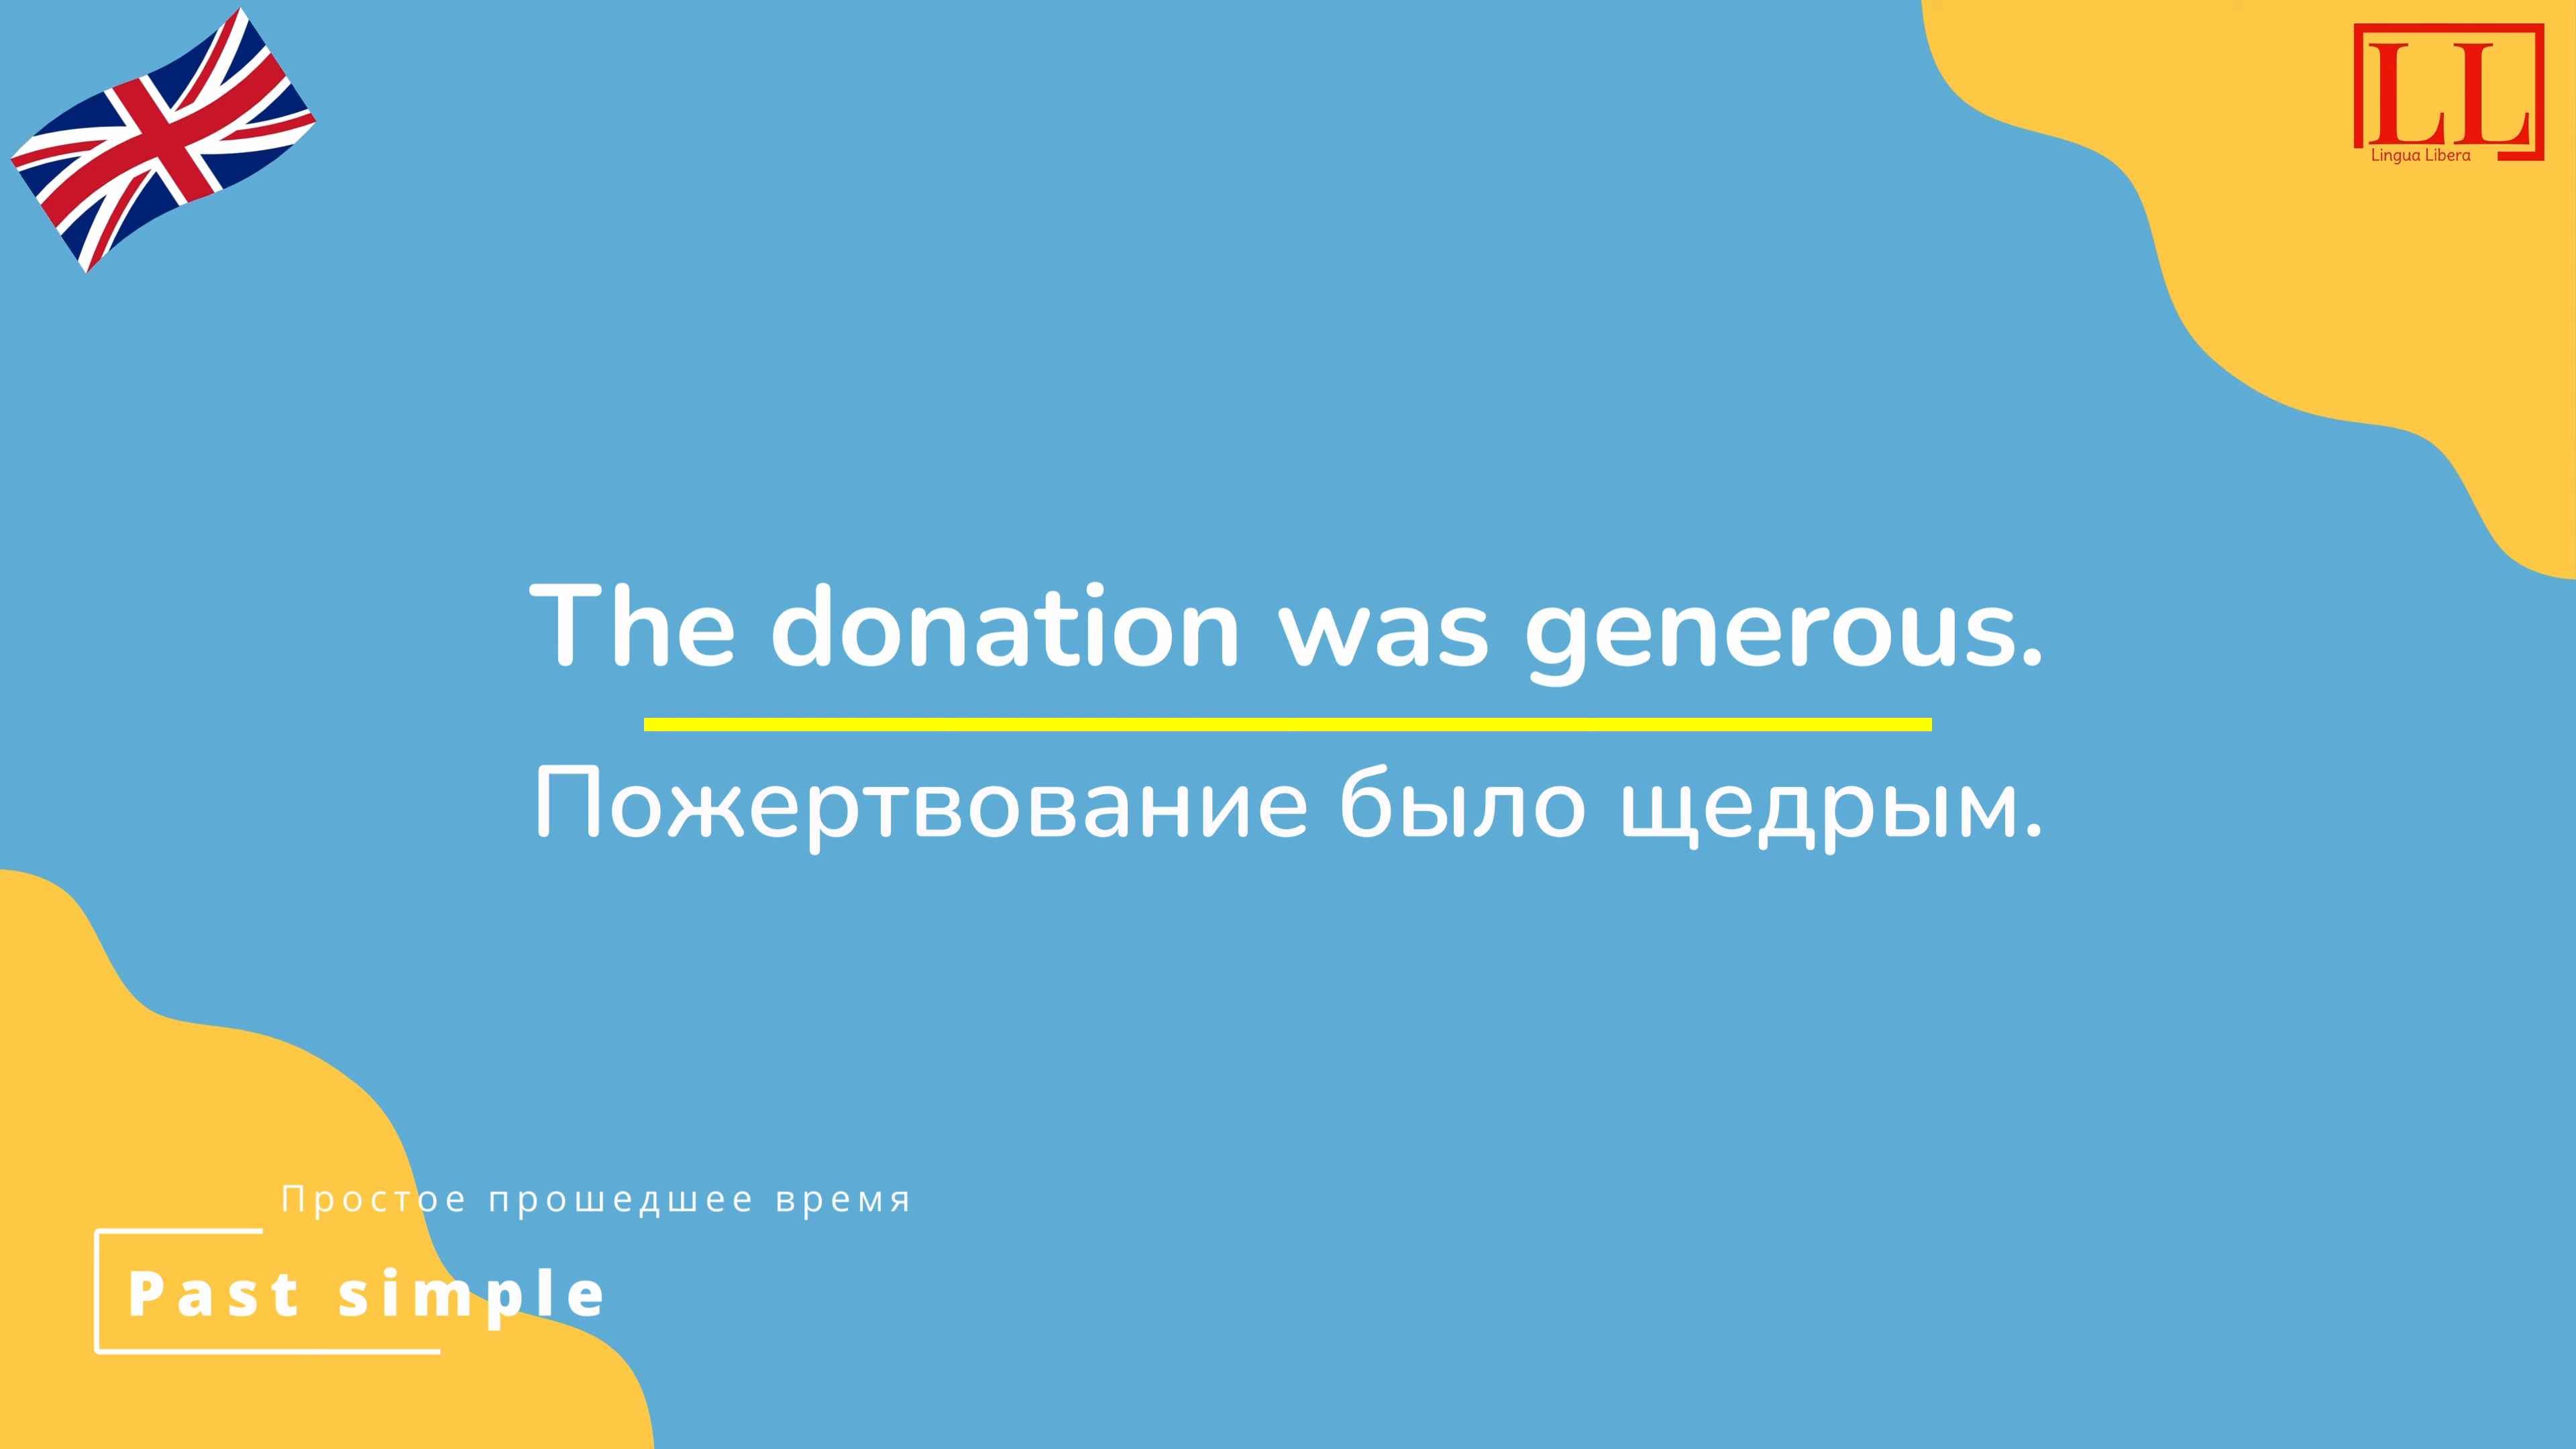 LL
Lingua Libera
The donation was generous.
Пожертвование было щедрым.
Простое прошедшее время
Past simple